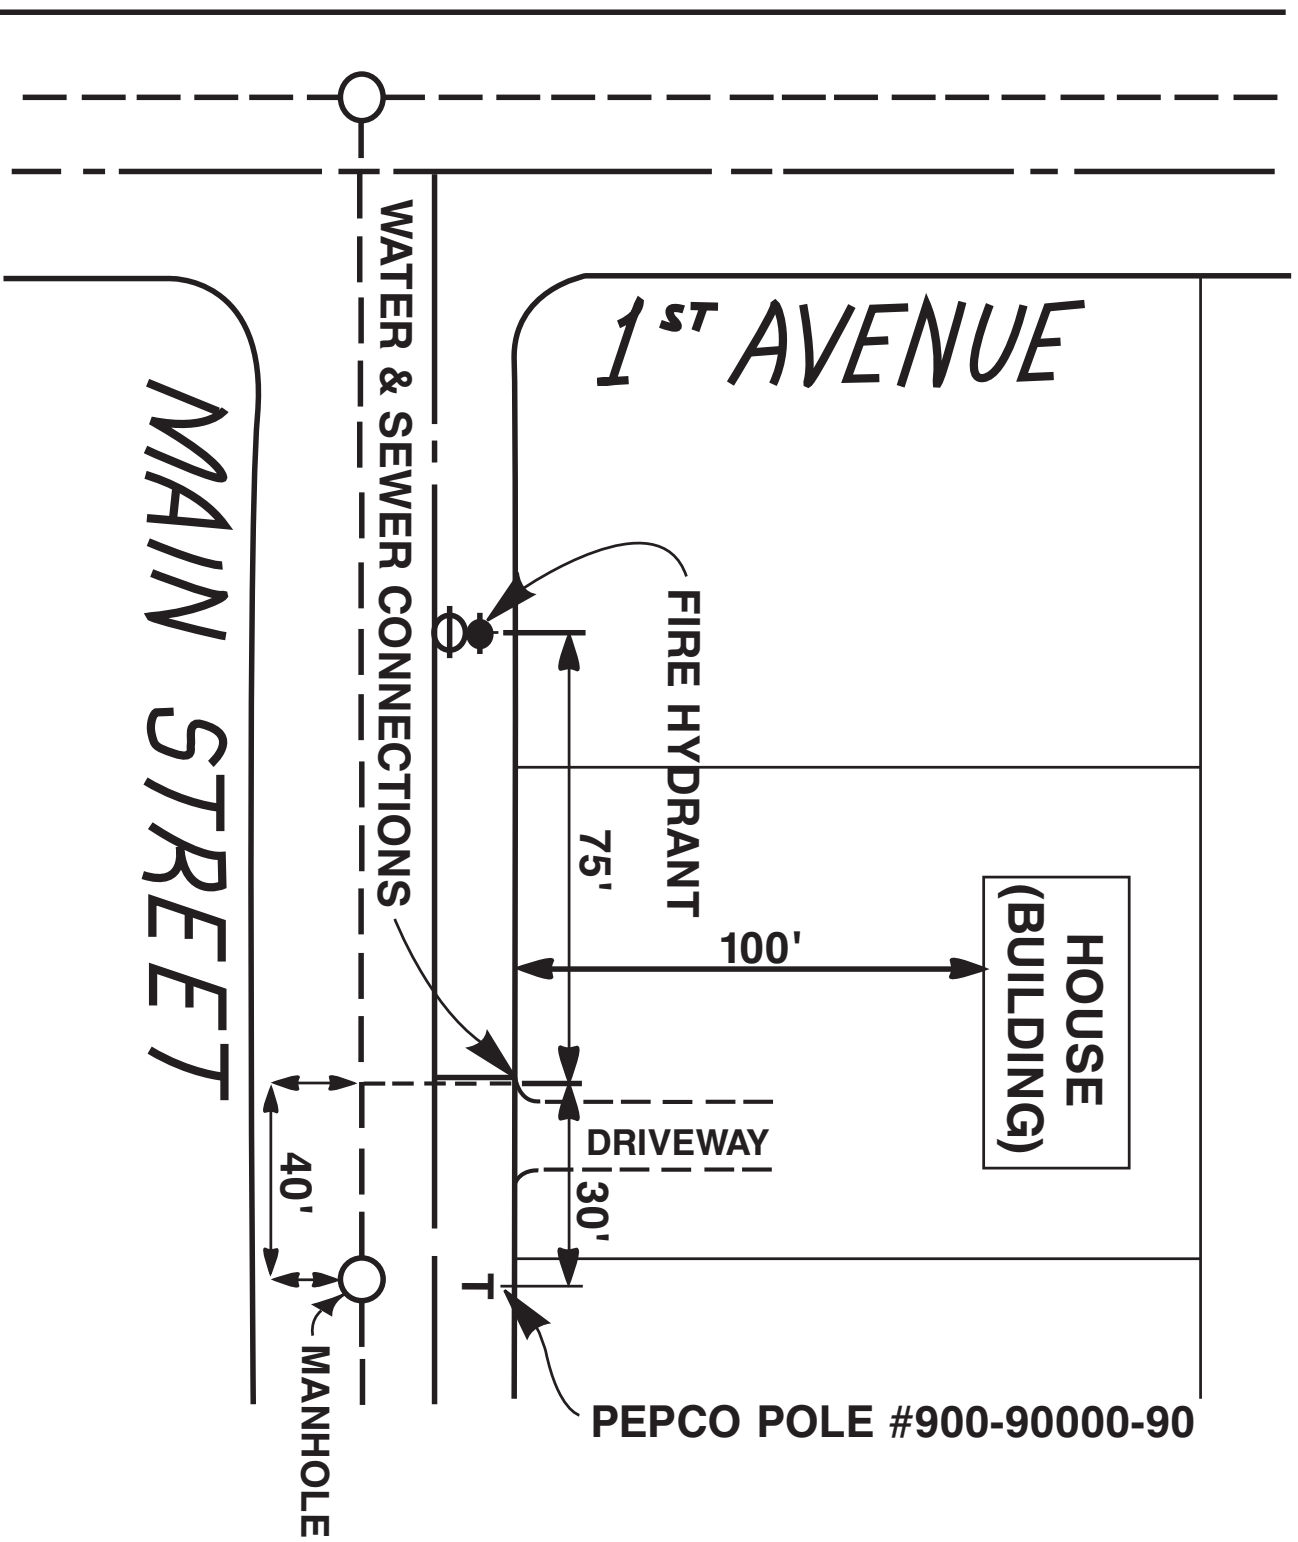 1ST AVENUE
MAIN STREET
WATER & SEWER CONNECTIONS
FIRE HYDRANT
75'
100'
HOUSE
(BUILDING)
DRIVEWAY
30'
40'
T
MANHOLE
PEPCO POLE #900-90000-90